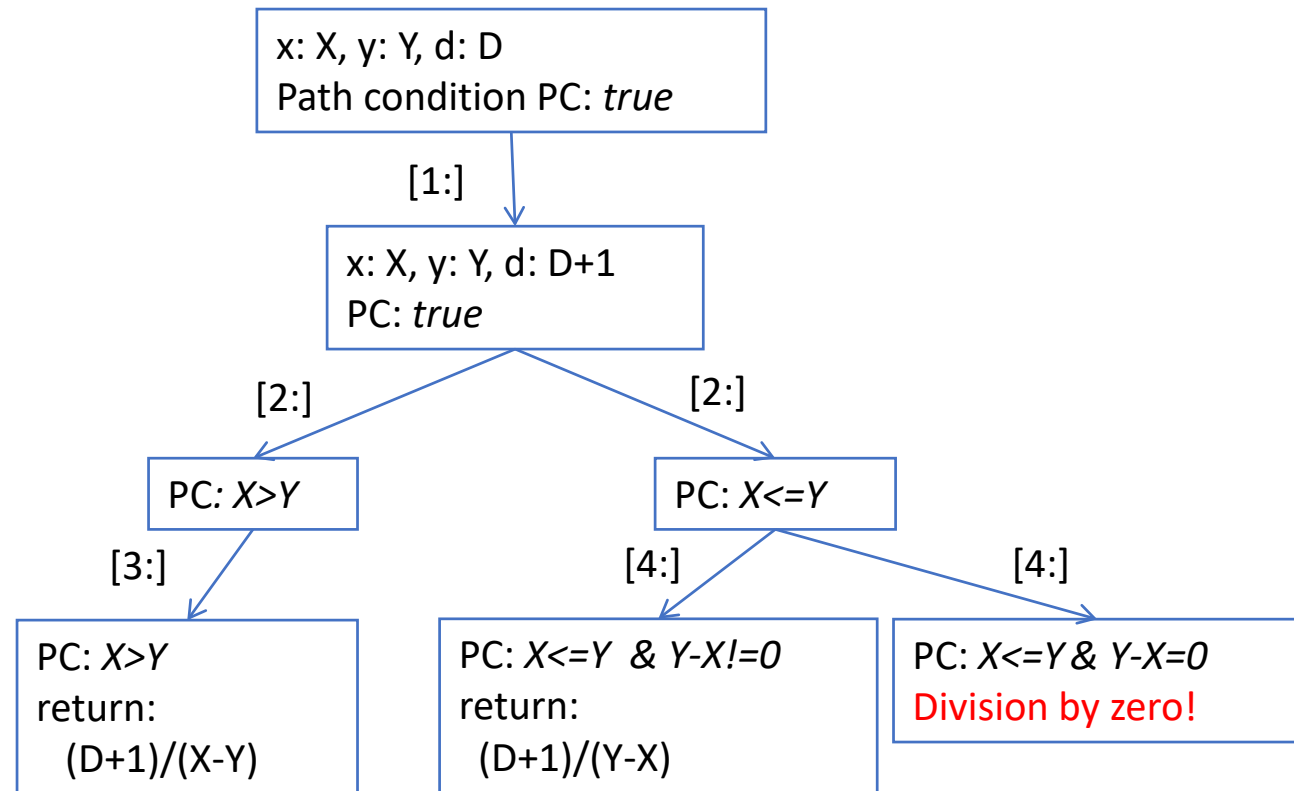 x: X, y: Y, d: D
Path condition PC: true
[1:]
x: X, y: Y, d: D+1
PC: true
[2:]
[2:]
PC: X>Y
PC: X<=Y
[3:]
[4:]
[4:]
PC: X>Y
return:
(D+1)/(X-Y)
PC: X<=Y & Y-X!=0
return:
(D+1)/(Y-X)
PC: X<=Y & Y-X=0
Division by zero!